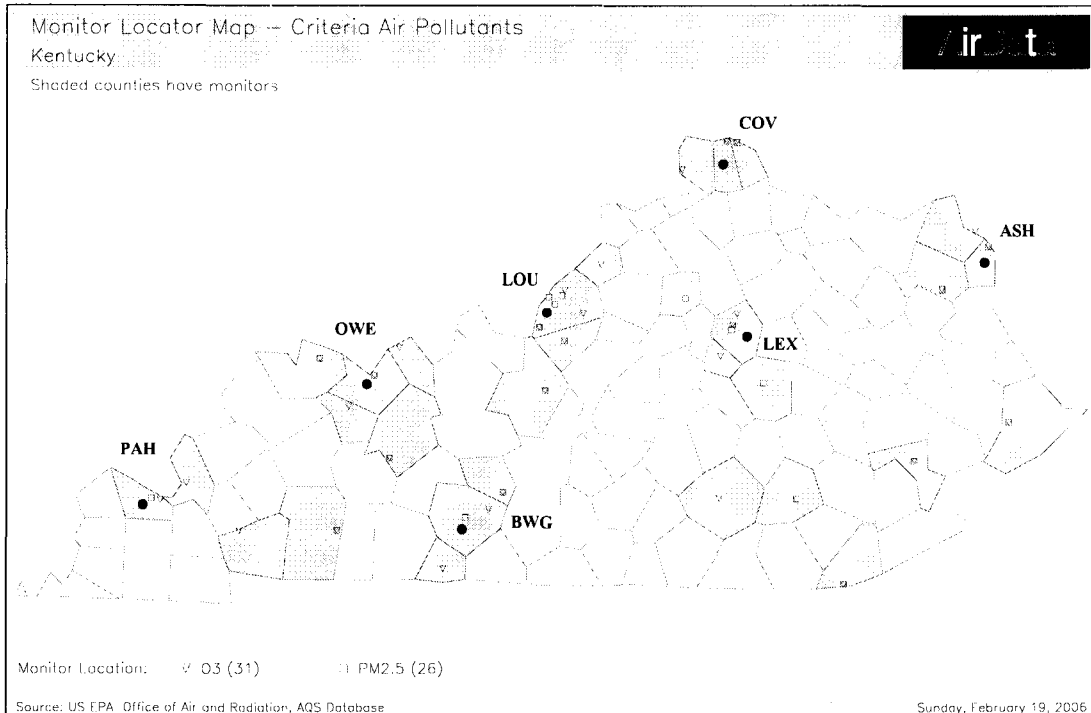 Monitor Locator Map – Criteria Air Pollutants
Kentucky
Shaded counties have monitors
AirData
COV
ASH
LOU
OWE
LEX
PAH
BWG
Monitor Location: O3 (31) PM2.5 (26)
Source: US EPA Office of Air and Radiation, AQS Database
Sunday, February 19, 2006